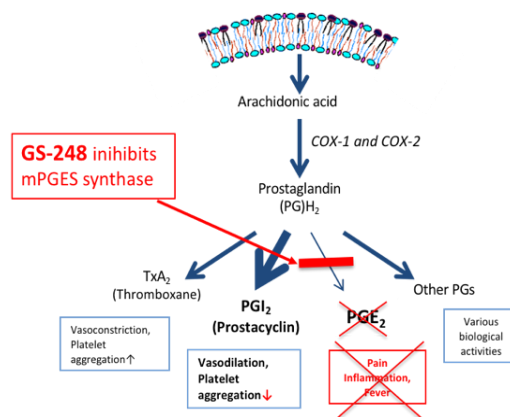 Arachidonic acid
COX-1 and COX-2
GS-248 inihibits
mPGES synthase
Prostaglandin
(PG)H₂
TxA₂
(Thromboxane)
PGI₂
(Prostacyclin)
PGE₂
Other PGs
Vasoconstriction,
Platelet
aggregation↑
Vasodilation,
Platelet
aggregation↓
Pain
Inflammation,
Fever
Various
biological
activities